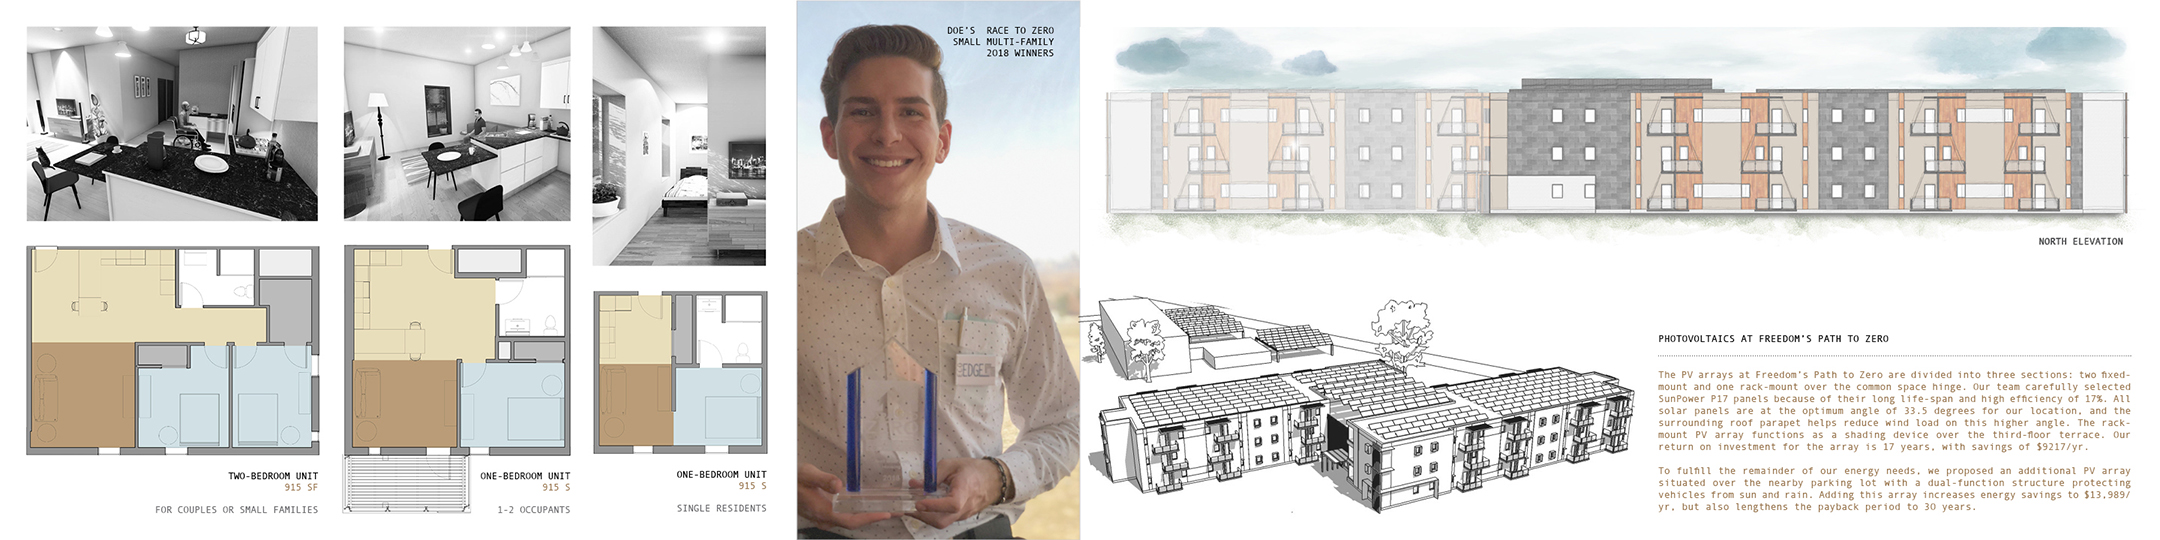 TWO-BEDROOM UNIT
915 SF
FOR COUPLES OR SMALL FAMILIES
ONE-BEDROOM UNIT
915 S
1-2 OCCUPANTS
ONE-BEDROOM UNIT
915 S
SINGLE RESIDENTS
DOE'S RACE TO ZERO
SMALL MULTI-FAMILY
2018 WINNERS
EDGE
NORTH ELEVATION
PHOTOVOLTAICS AT FREEDOM'S PATH TO ZERO
The PV arrays at Freedom's Path to Zero are divided into three sections: two fixed-
mount and one rack-mount over the common space hinge. Our team carefully selected
SunPower P17 panels because of their long life-span and high efficiency of 17%. All
solar panels are at the optimum angle of 33.5 degrees for our location, and the
surrounding roof parapet helps reduce wind load on this higher angle. The rack-
mount PV array functions as a shading device over the third-floor terrace. Our
return on investment for the array is 17 years, with savings of $9217/yr.
To fulfill the remainder of our energy needs, we proposed an additional PV array
situated over the nearby parking lot with a dual-function structure protecting
vehicles from sun and rain. Adding this array increases energy savings to $13,989/
yr, but also lengthens the payback period to 30 years.